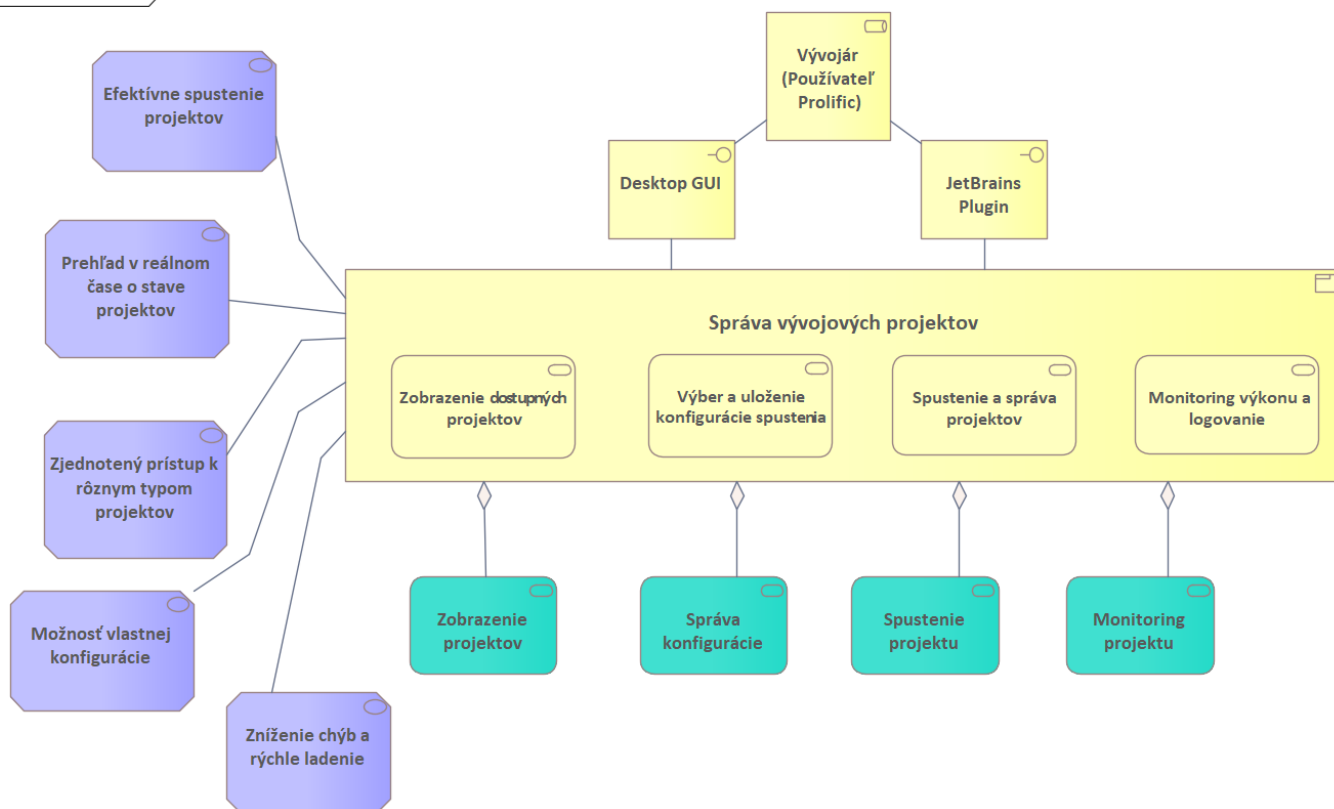 Vývojár
(Používateľ
Prolific)
Efektívne spustenie
projektov
Desktop GUI
JetBrains
Plugin
Prehľad v reálnom
čase o stave
projektov
Správa vývojových projektov
Zobrazenie dostupných
projektov
Výber a uloženie
konfigurácie spustenia
Spustenie a správa
projektov
Monitoring výkonu a
logovanie
Zjednotený prístup k
rôznym typom
projektov
Zobrazenie
projektov
Správa
konfigurácie
Spustenie
projektu
Monitoring
projektu
Možnosť vlastnej
konfigurácie
Zníženie chýb a
rýchle ladenie